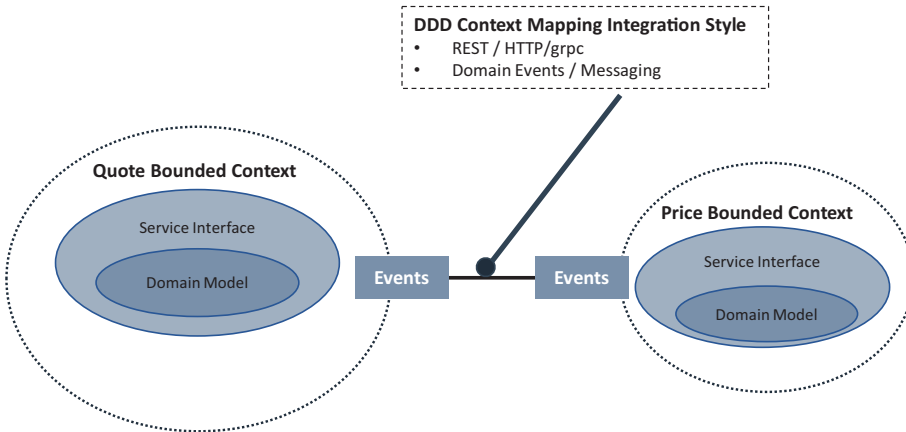 DDD Context Mapping Integration Style
• REST / HTTP/grpc
• Domain Events / Messaging
Quote Bounded Context
Service Interface
Domain Model
Events
Events
Price Bounded Context
Service Interface
Domain Model